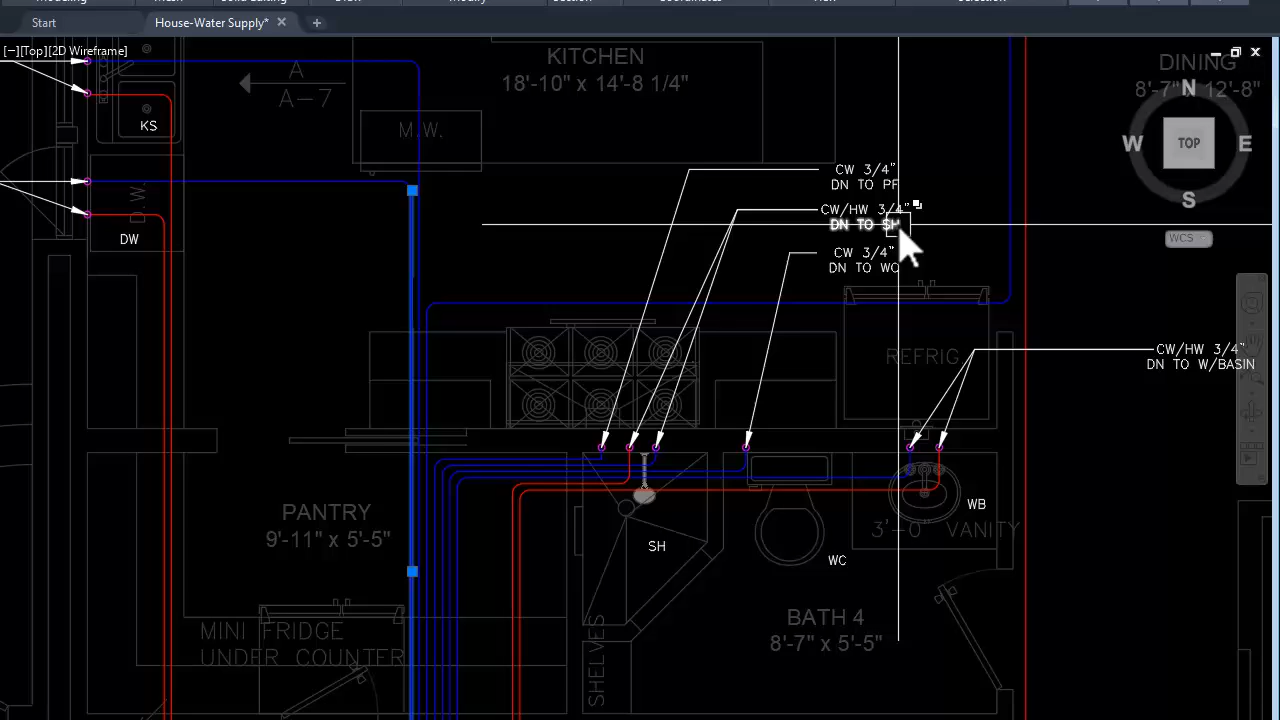 Start
House-Water Supply*
[−][Top][2D Wireframe]
KITCHEN
18'-10" x 14'-8 1/4"
DINING
8'-7" x 12'-8"
A
A-7
M.W.
KS
D.W.
DW
N
W
TOP
E
S
WCS
CW 3/4"
DN TO PF
CW/HW 3/4"
DN TO SH
CW 3/4"
DN TO WC
REFRIG
CW/HW 3/4"
DN TO W/BASIN
PANTRY
9'-11" x 5'-5"
WB
3'-0" VANITY
SH
WC
BATH 4
8'-7" x 5'-5"
MINI FRIDGE
UNDER COUNTER
SHELVES